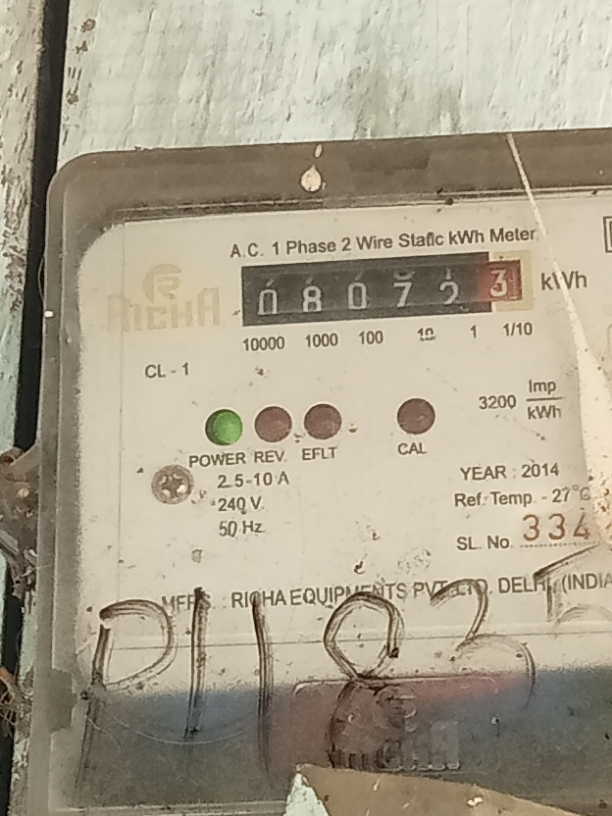 A.C. 1 Phase 2 Wire Static kWh Meter
RICHA
0 8 0 7 2 3 kWh
10000 1000 100 10 1 1/10
CL - 1
3200 Imp/kWh
POWER REV. EFLT CAL
2.5-10 A
240 V.
50 Hz
YEAR : 2014
Ref. Temp. - 27°C
SL. No. 334
MFRS : RICHA EQUIPMENTS PVT. LTD. DELHI, (INDIA
P11835
RICHA